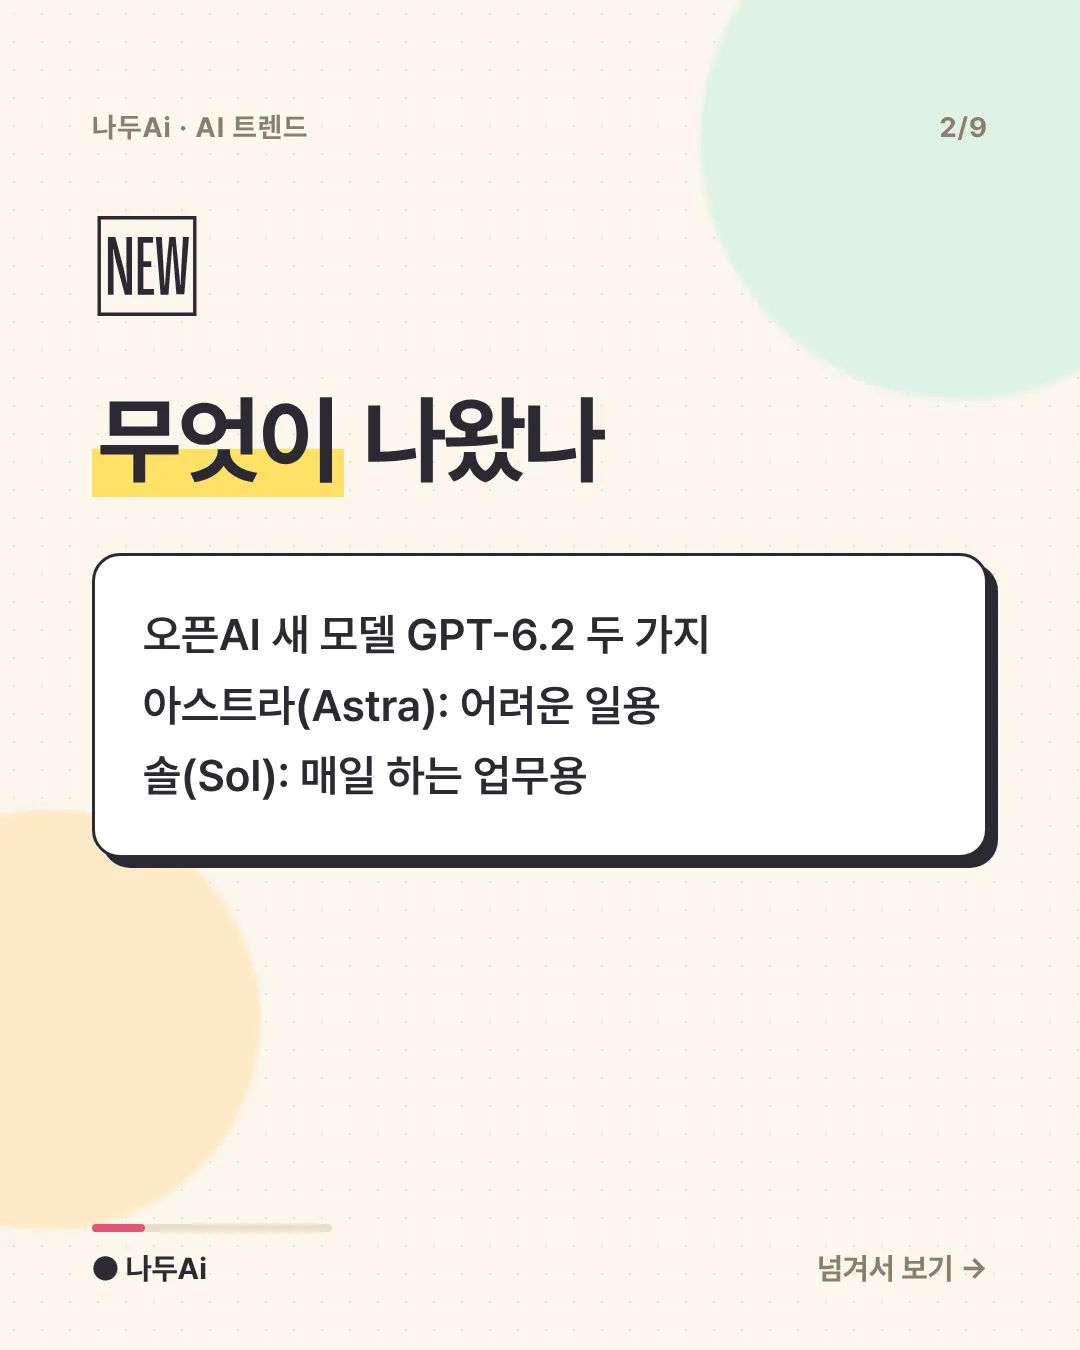 나두Ai · AI 트렌드
2/9
NEW
무엇이 나왔나
오픈AI 새 모델 GPT-6.2 두 가지
아스트라(Astra): 어려운 일용
솔(Sol): 매일 하는 업무용
나두Ai
넘겨서 보기 →